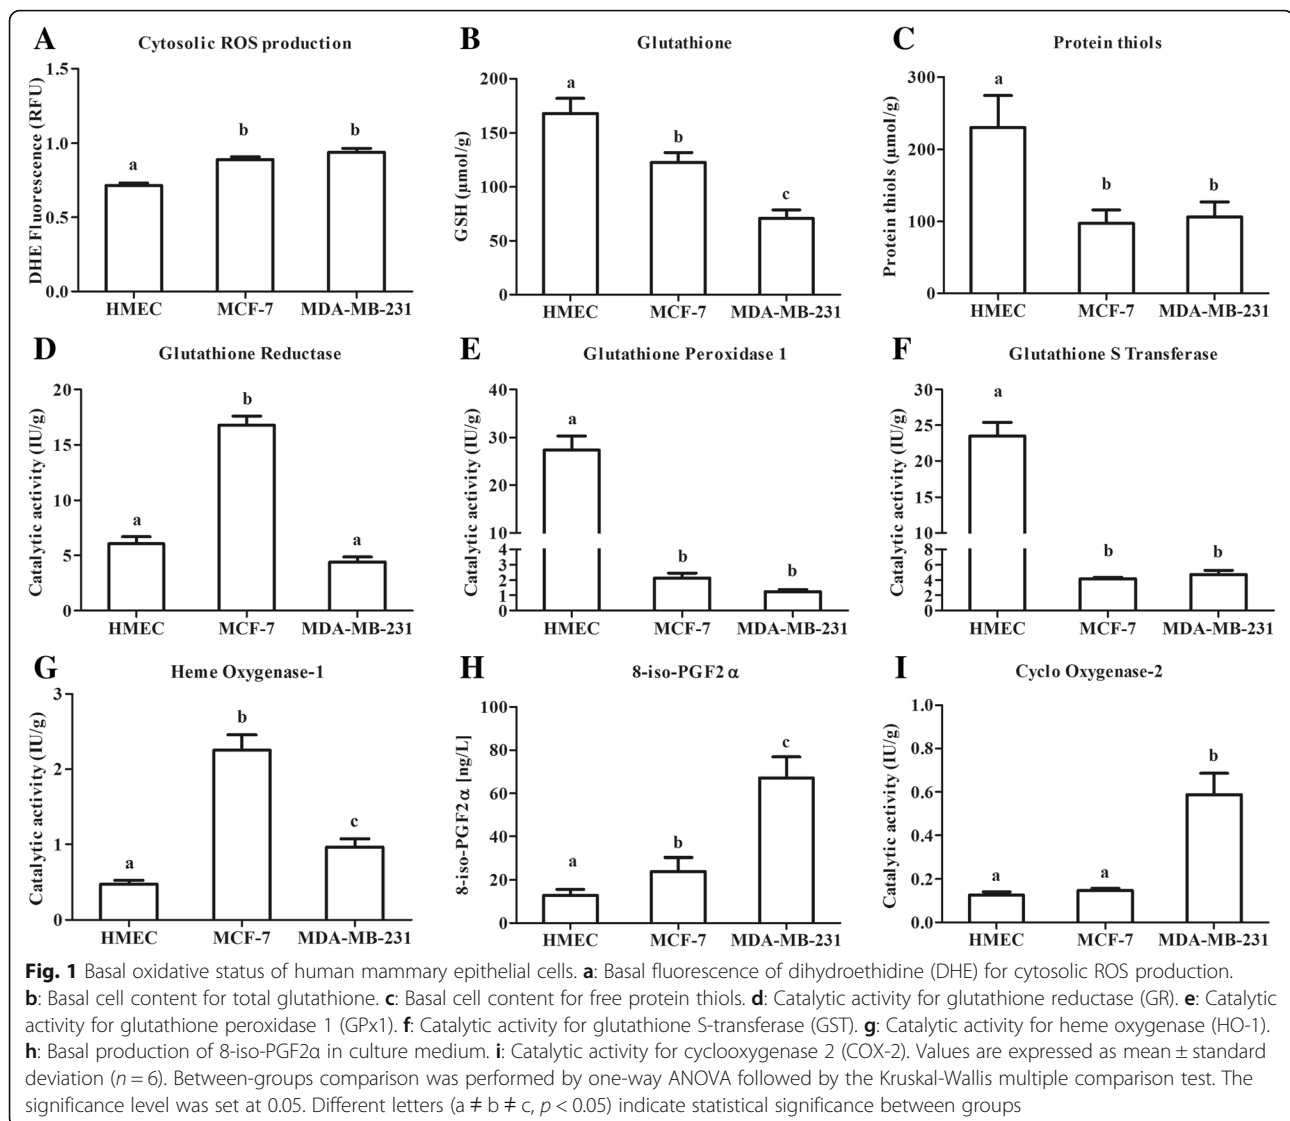 A Cytosolic ROS production
DHE Fluorescence (RFU)
1.5
1.0
0.5
0.0
a
b
b
HMEC MCF-7 MDA-MB-231
B Glutathione
GSH (µmol/g)
200
150
100
50
0
a
b
c
HMEC MCF-7 MDA-MB-231
C Protein thiols
Protein thiols (µmol/g)
300
200
100
0
a
b
b
HMEC MCF-7 MDA-MB-231
D Glutathione Reductase
Catalytic activity (IU/g)
20
15
10
5
0
a
b
a
HMEC MCF-7 MDA-MB-231
E Glutathione Peroxidase 1
Catalytic activity (IU/g)
40
30
20
10
4
3
2
1
0
a
b
b
HMEC MCF-7 MDA-MB-231
F Glutathione S Transferase
Catalytic activity (IU/g)
30
25
20
15
10
8
6
4
2
0
a
b
b
HMEC MCF-7 MDA-MB-231
G Heme Oxygenase-1
Catalytic activity (IU/g)
3
2
1
0
a
b
c
HMEC MCF-7 MDA-MB-231
H 8-iso-PGF2 α
8-iso-PGF2α [ng/L]
100
80
60
40
20
0
a
b
c
HMEC MCF-7 MDA-MB-231
I Cyclo Oxygenase-2
Catalytic activity (IU/g)
0.8
0.6
0.4
0.2
0.0
a
a
b
HMEC MCF-7 MDA-MB-231
Fig. 1 Basal oxidative status of human mammary epithelial cells. a: Basal fluorescence of dihydroethidine (DHE) for cytosolic ROS production.
b: Basal cell content for total glutathione. c: Basal cell content for free protein thiols. d: Catalytic activity for glutathione reductase (GR). e: Catalytic
activity for glutathione peroxidase 1 (GPx1). f: Catalytic activity for glutathione S-transferase (GST). g: Catalytic activity for heme oxygenase (HO-1).
h: Basal production of 8-iso-PGF2α in culture medium. i: Catalytic activity for cyclooxygenase 2 (COX-2). Values are expressed as mean ± standard
deviation (n = 6). Between-groups comparison was performed by one-way ANOVA followed by the Kruskal-Wallis multiple comparison test. The
significance level was set at 0.05. Different letters (a ≠ b ≠ c, p < 0.05) indicate statistical significance between groups